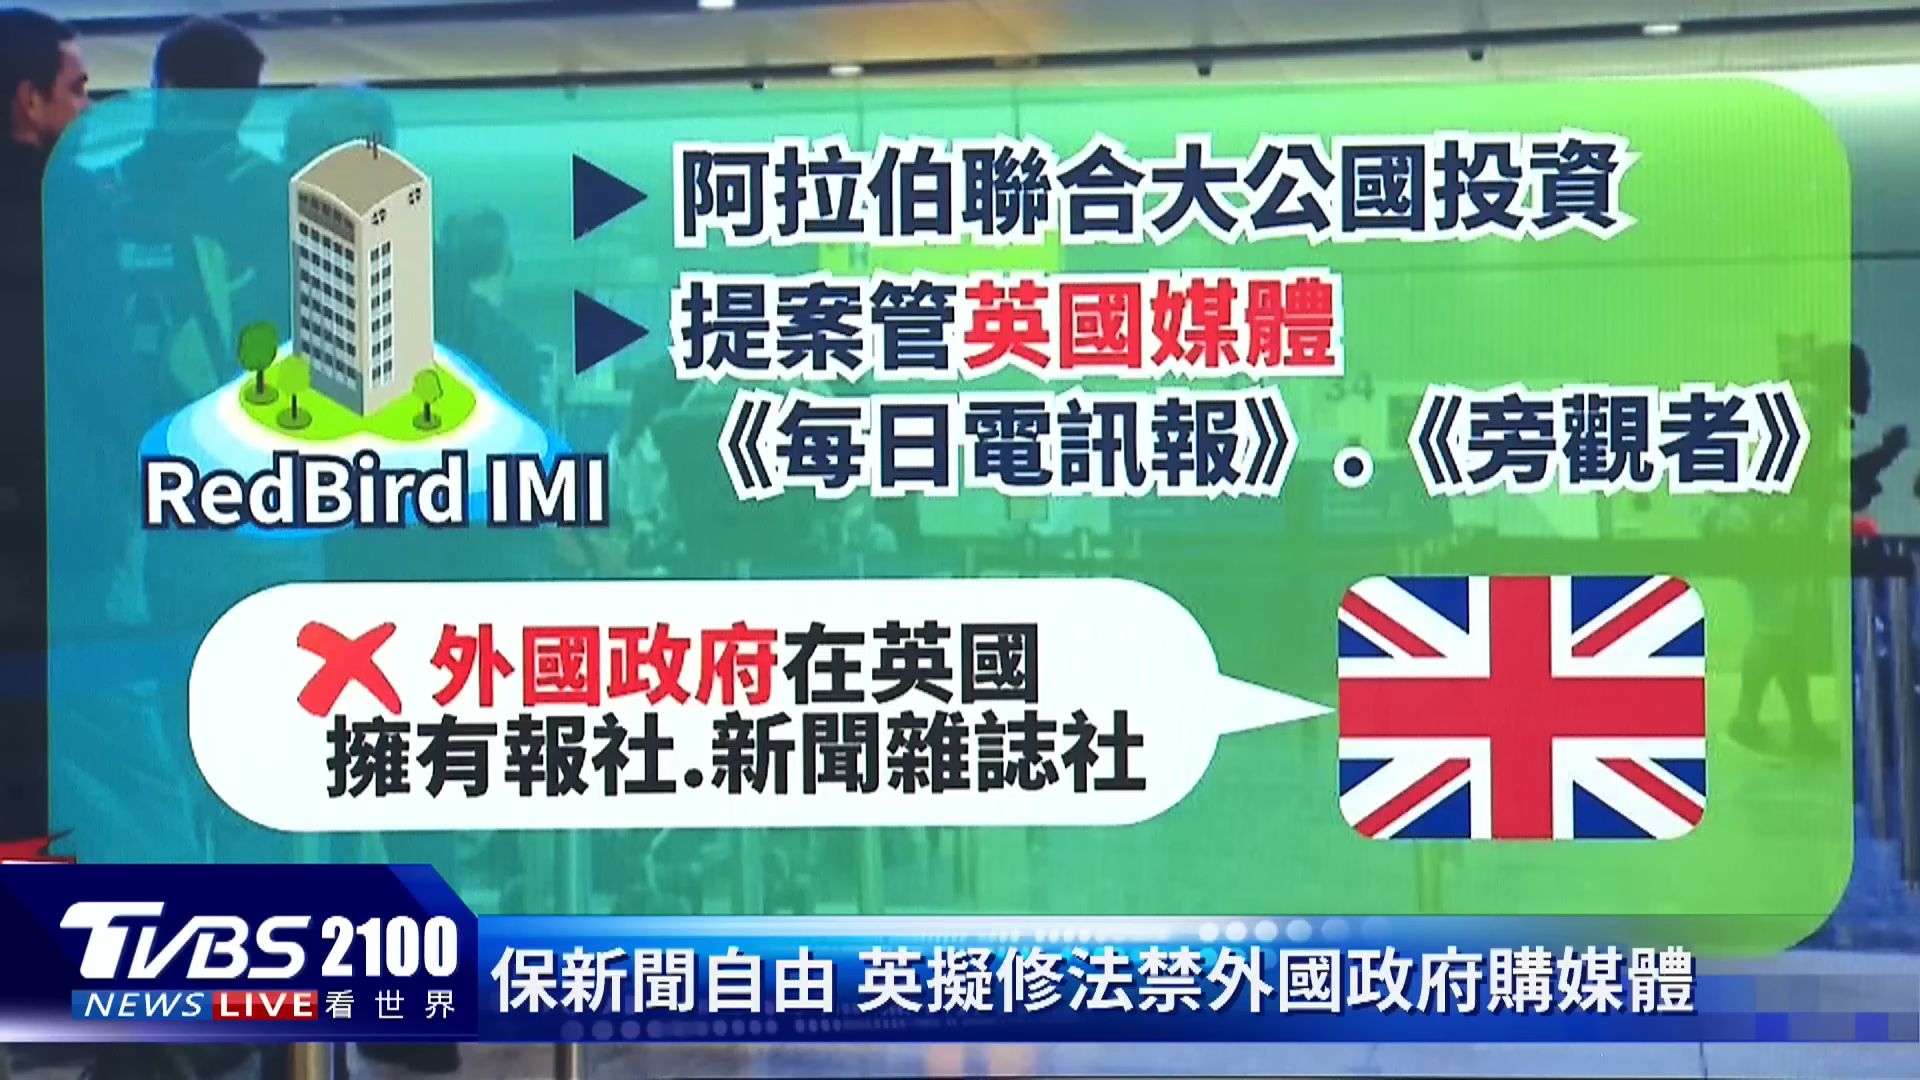 阿拉伯聯合大公國投資
提案管英國媒體
《每日電訊報》.《旁觀者》
RedBird IMI
外國政府在英國
擁有報社.新聞雜誌社
34
TVBS 2100
NEWS LIVE 看世界
保新聞自由 英擬修法禁外國政府購媒體